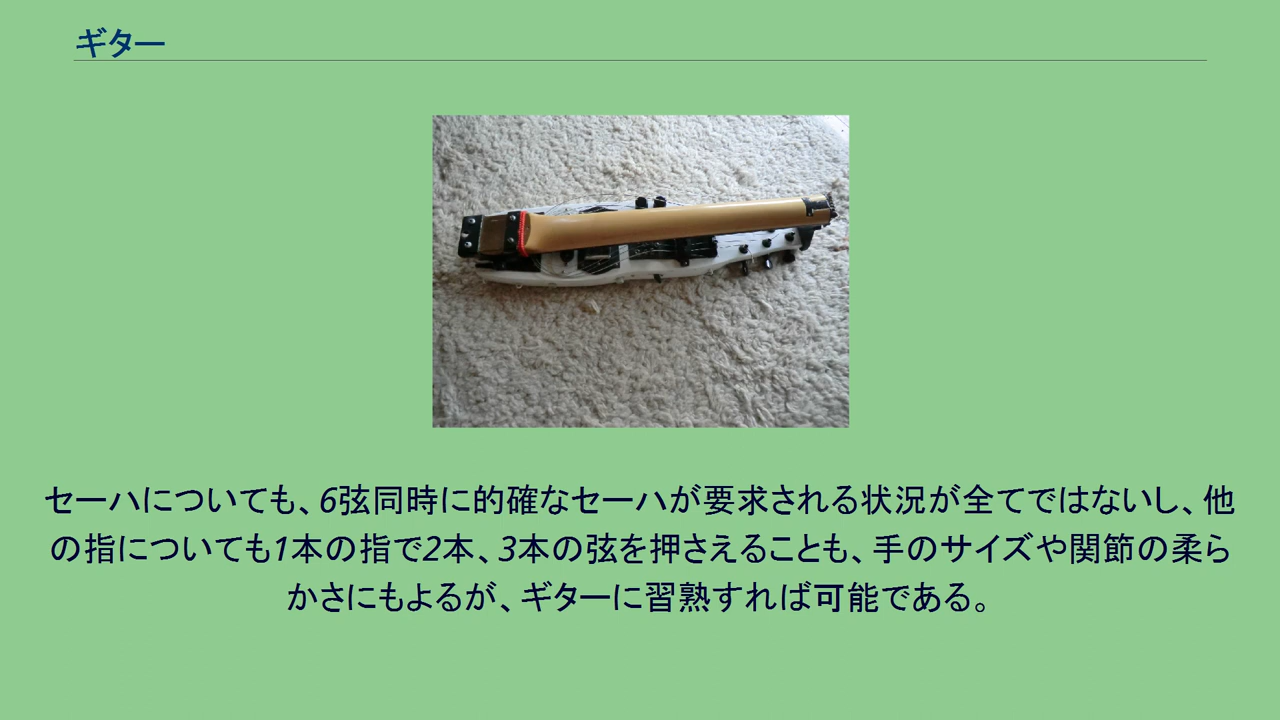 ギター
セーハについても、6弦同時に的確なセーハが要求される状況が全てではないし、他
の指についても1本の指で2本、3本の弦を押さえることも、手のサイズや関節の柔ら
かさにもよるが、ギターに習熟すれば可能である。